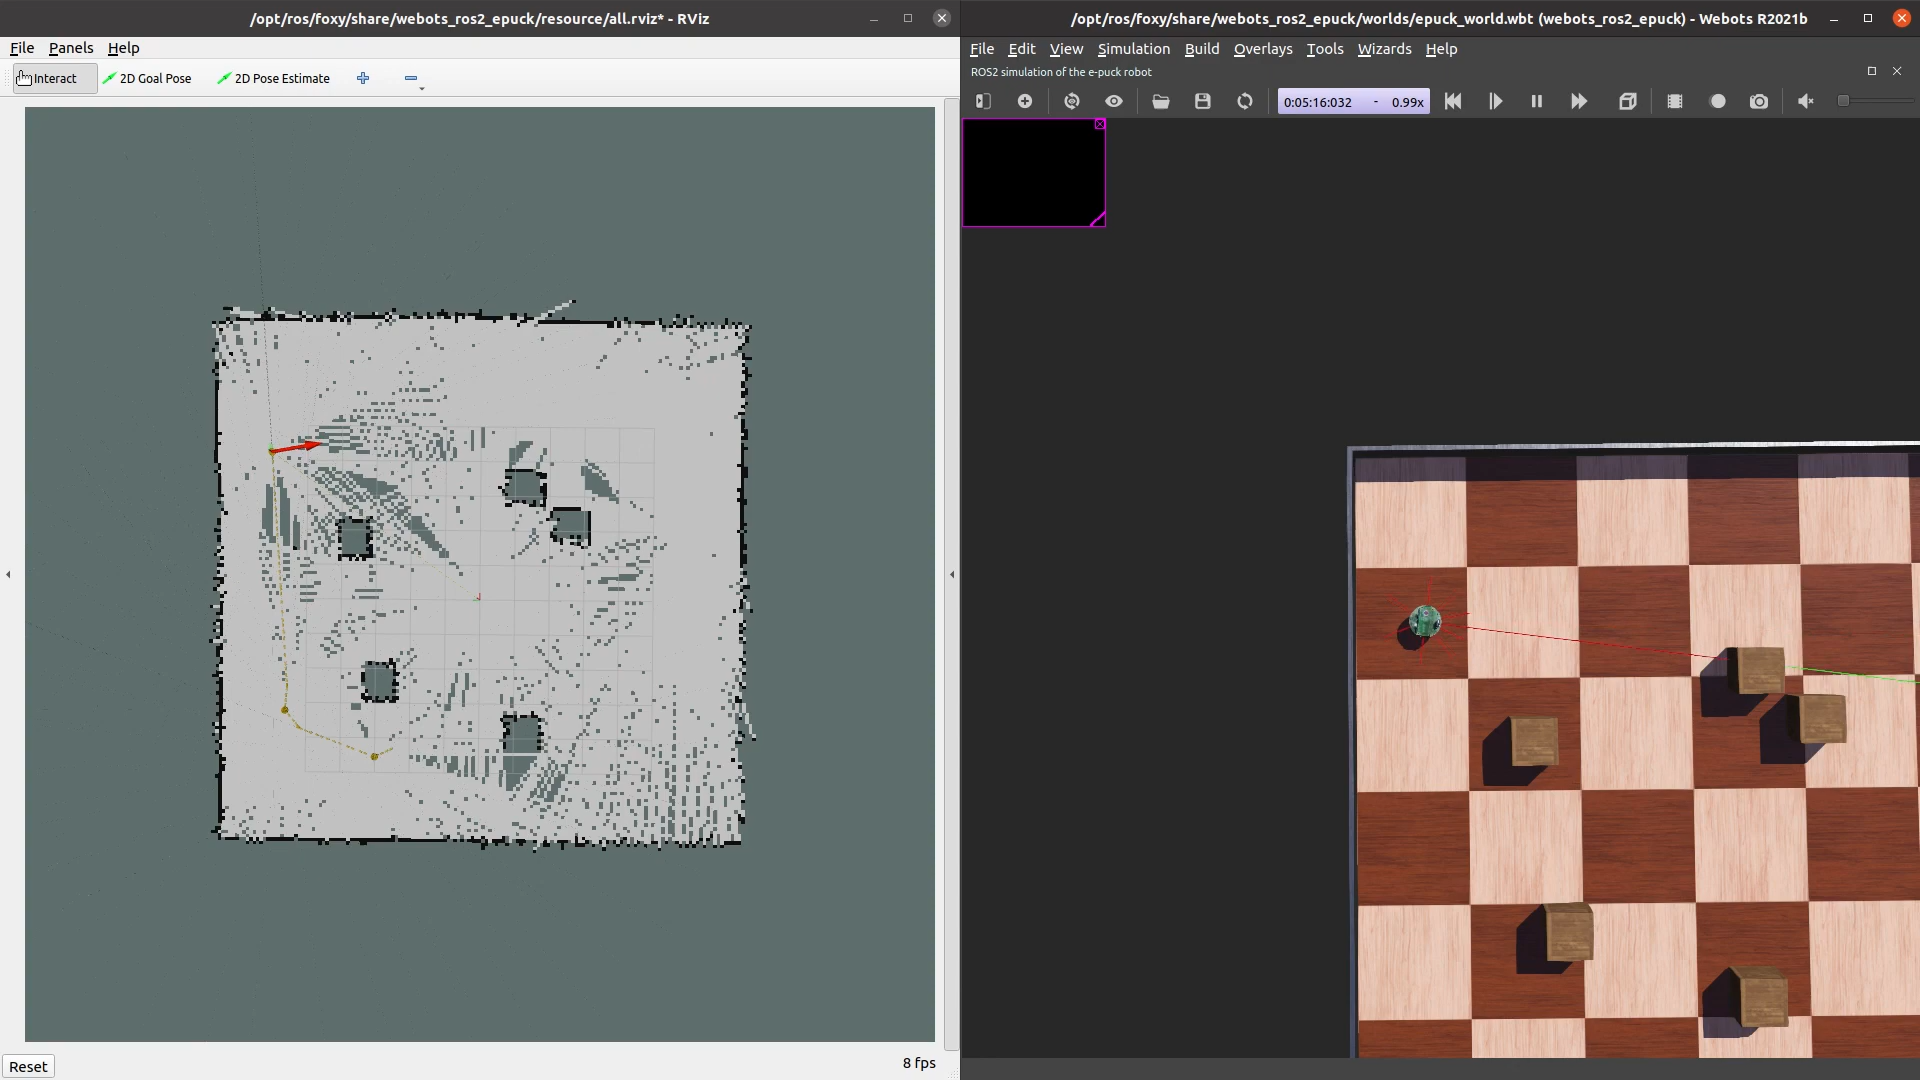 /opt/ros/foxy/share/webots_ros2_epuck/resource/all.rviz* - RViz
File Panels Help
Interact 2D Goal Pose 2D Pose Estimate
Reset
8 fps
/opt/ros/foxy/share/webots_ros2_epuck/worlds/epuck_world.wbt (webots_ros2_epuck) - Webots R2021b
File Edit View Simulation Build Overlays Tools Wizards Help
ROS2 simulation of the e-puck robot
0:05:16:032 - 0.99x